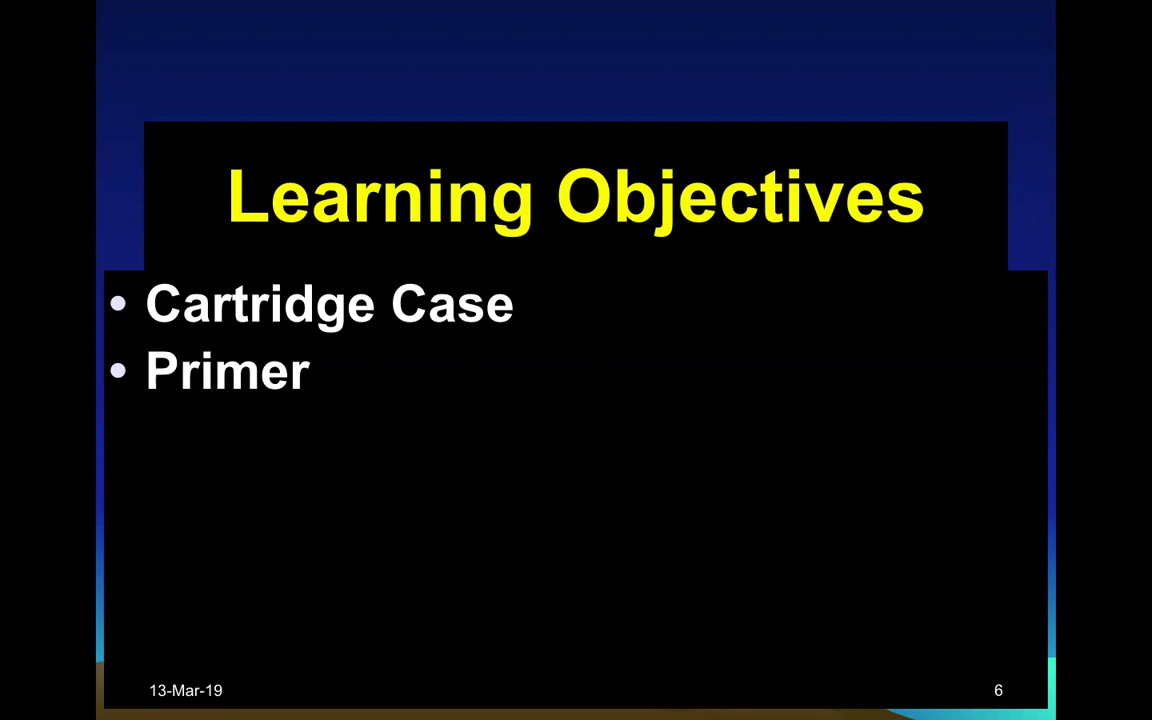 Learning Objectives
• Cartridge Case
• Primer
13-Mar-19
6